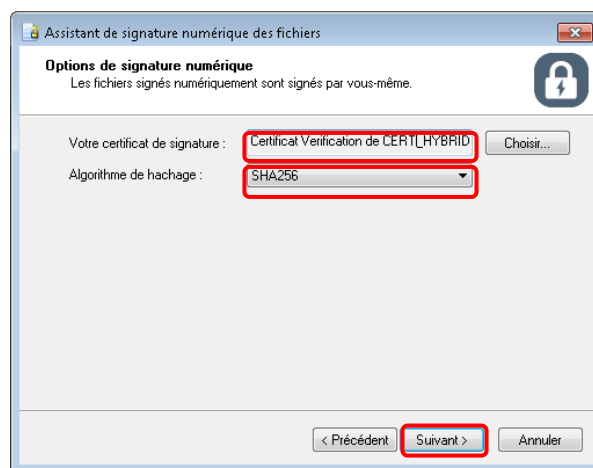 Assistant de signature numérique des fichiers
Options de signature numérique
Les fichiers signés numériquement sont signés par vous-même.
Votre certificat de signature : Certificat Verification de CERTI_HYBRID Choisir...
Algorithme de hachage : SHA256
< Précédent Suivant > Annuler